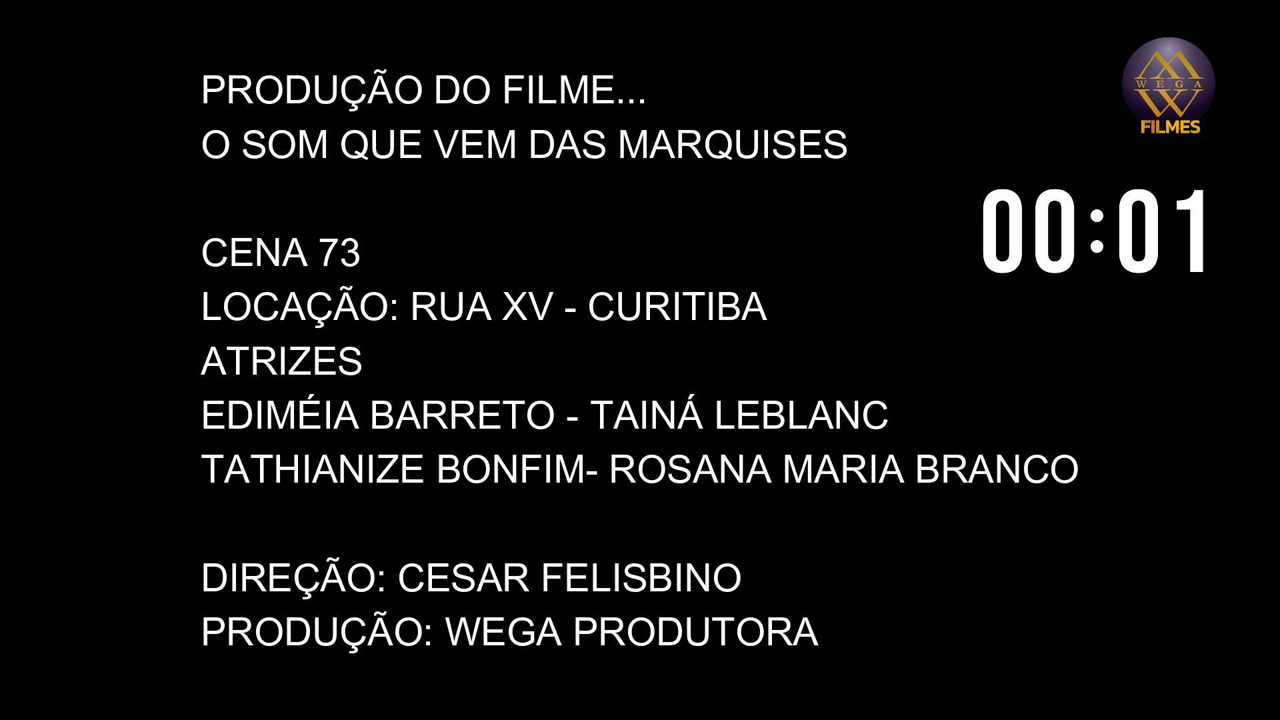 PRODUÇÃO DO FILME...
O SOM QUE VEM DAS MARQUISES
WEGA
FILMES
00:01
CENA 73
LOCAÇÃO: RUA XV - CURITIBA
ATRIZES
EDIMÉIA BARRETO - TAINÁ LEBLANC
TATHIANIZE BONFIM- ROSANA MARIA BRANCO
DIREÇÃO: CESAR FELISBINO
PRODUÇÃO: WEGA PRODUTORA